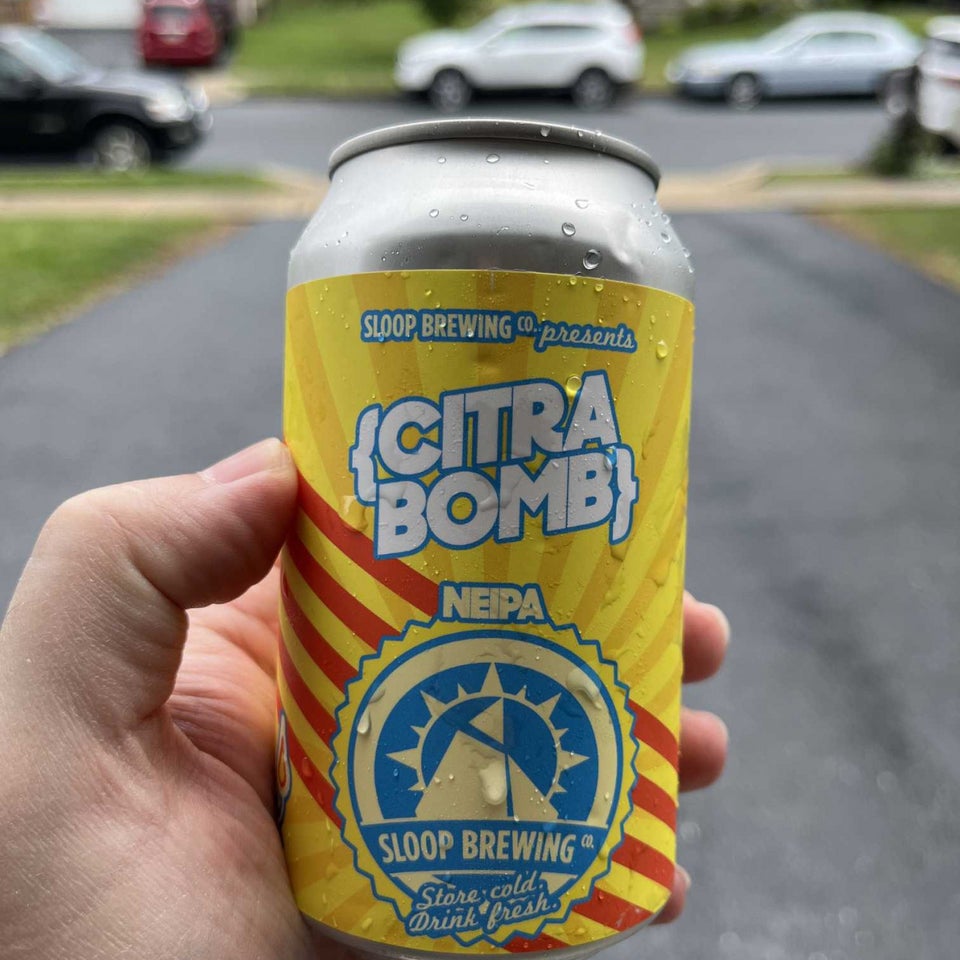 SLOOP BREWING CO. presents
{CITRA
BOMB}
NEIPA
SLOOP BREWING CO.
Store cold.
Drink fresh.